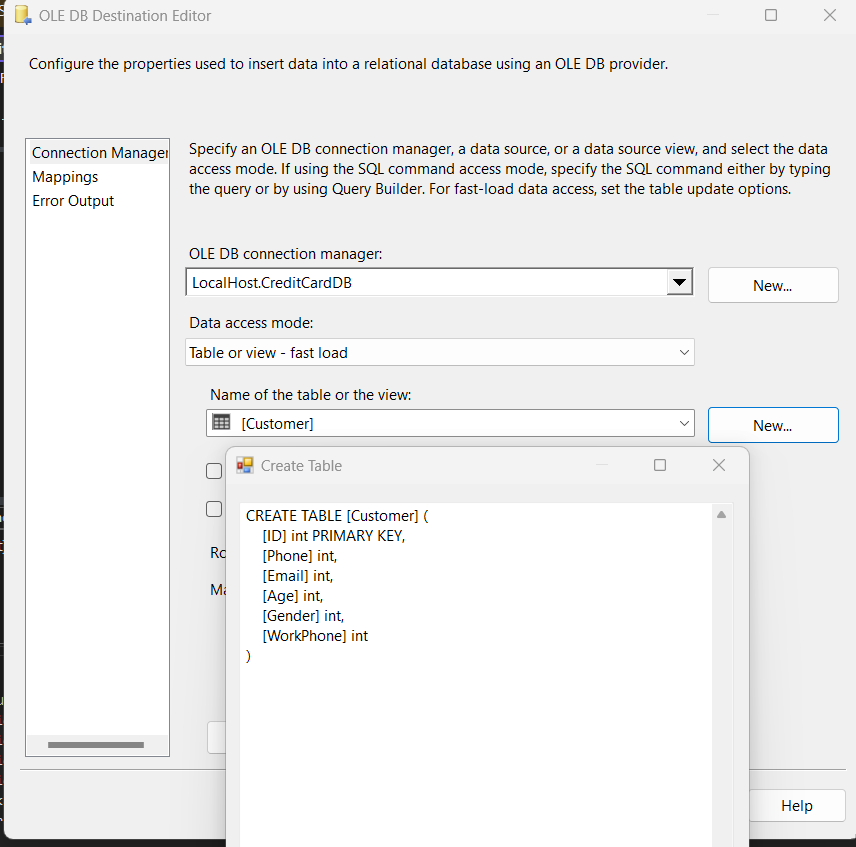 OLE DB Destination Editor
Configure the properties used to insert data into a relational database using an OLE DB provider.
Connection Manager
Mappings
Error Output
Specify an OLE DB connection manager, a data source, or a data source view, and select the data
access mode. If using the SQL command access mode, specify the SQL command either by typing
the query or by using Query Builder. For fast-load data access, set the table update options.
OLE DB connection manager:
LocalHost.CreditCardDB
New...
Data access mode:
Table or view - fast load
Name of the table or the view:
[Customer]
New...
Create Table
CREATE TABLE [Customer] (
[ID] int PRIMARY KEY,
[Phone] int,
[Email] int,
[Age] int,
[Gender] int,
[WorkPhone] int
)
Help